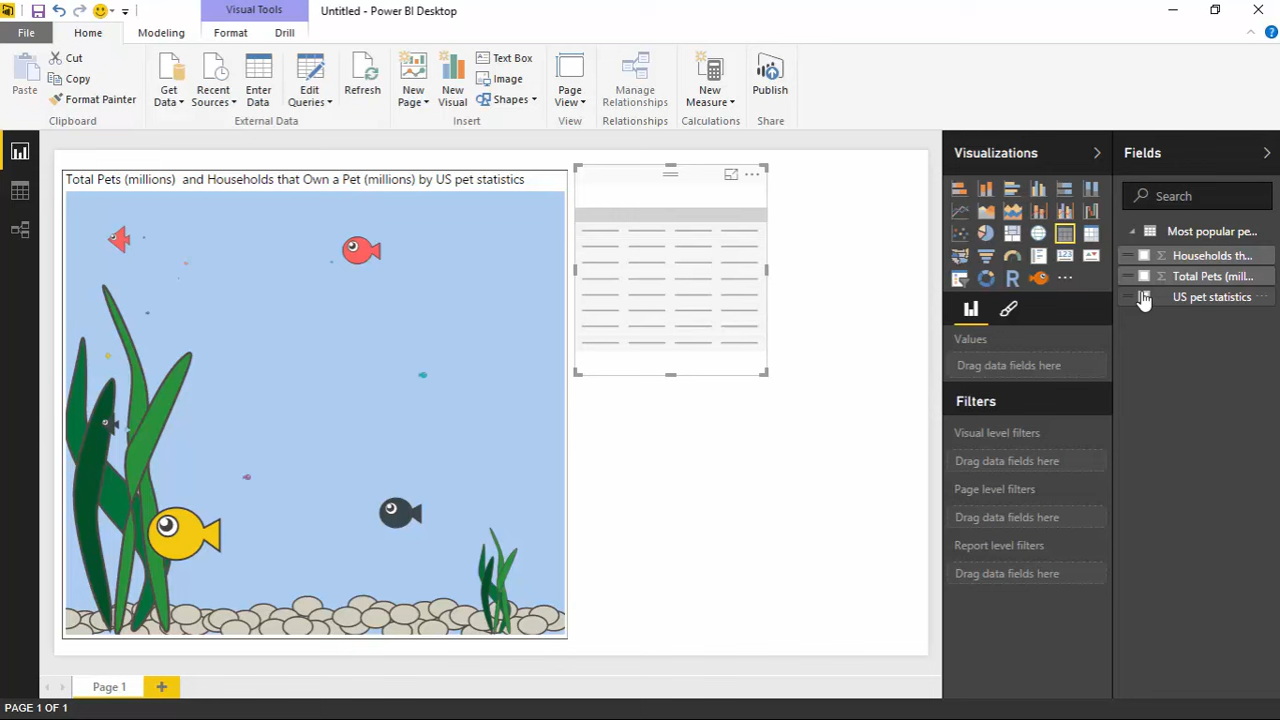 Visual Tools
Untitled - Power BI Desktop
File
Home
Modeling
Format
Drill
Paste
Cut
Copy
Format Painter
Clipboard
Get
Data
Recent
Sources
Enter
Data
Edit
Queries
Refresh
External Data
New
Page
New
Visual
Text Box
Image
Shapes
Insert
Page
View
View
Manage
Relationships
Relationships
New
Measure
Calculations
Publish
Share
Total Pets (millions) and Households that Own a Pet (millions) by US pet statistics
Visualizations
R
Values
Drag data fields here
Filters
Visual level filters
Drag data fields here
Page level filters
Drag data fields here
Report level filters
Drag data fields here
Fields
Search
Most popular pe...
Households th...
Total Pets (mill...
US pet statistics
Page 1
PAGE 1 OF 1